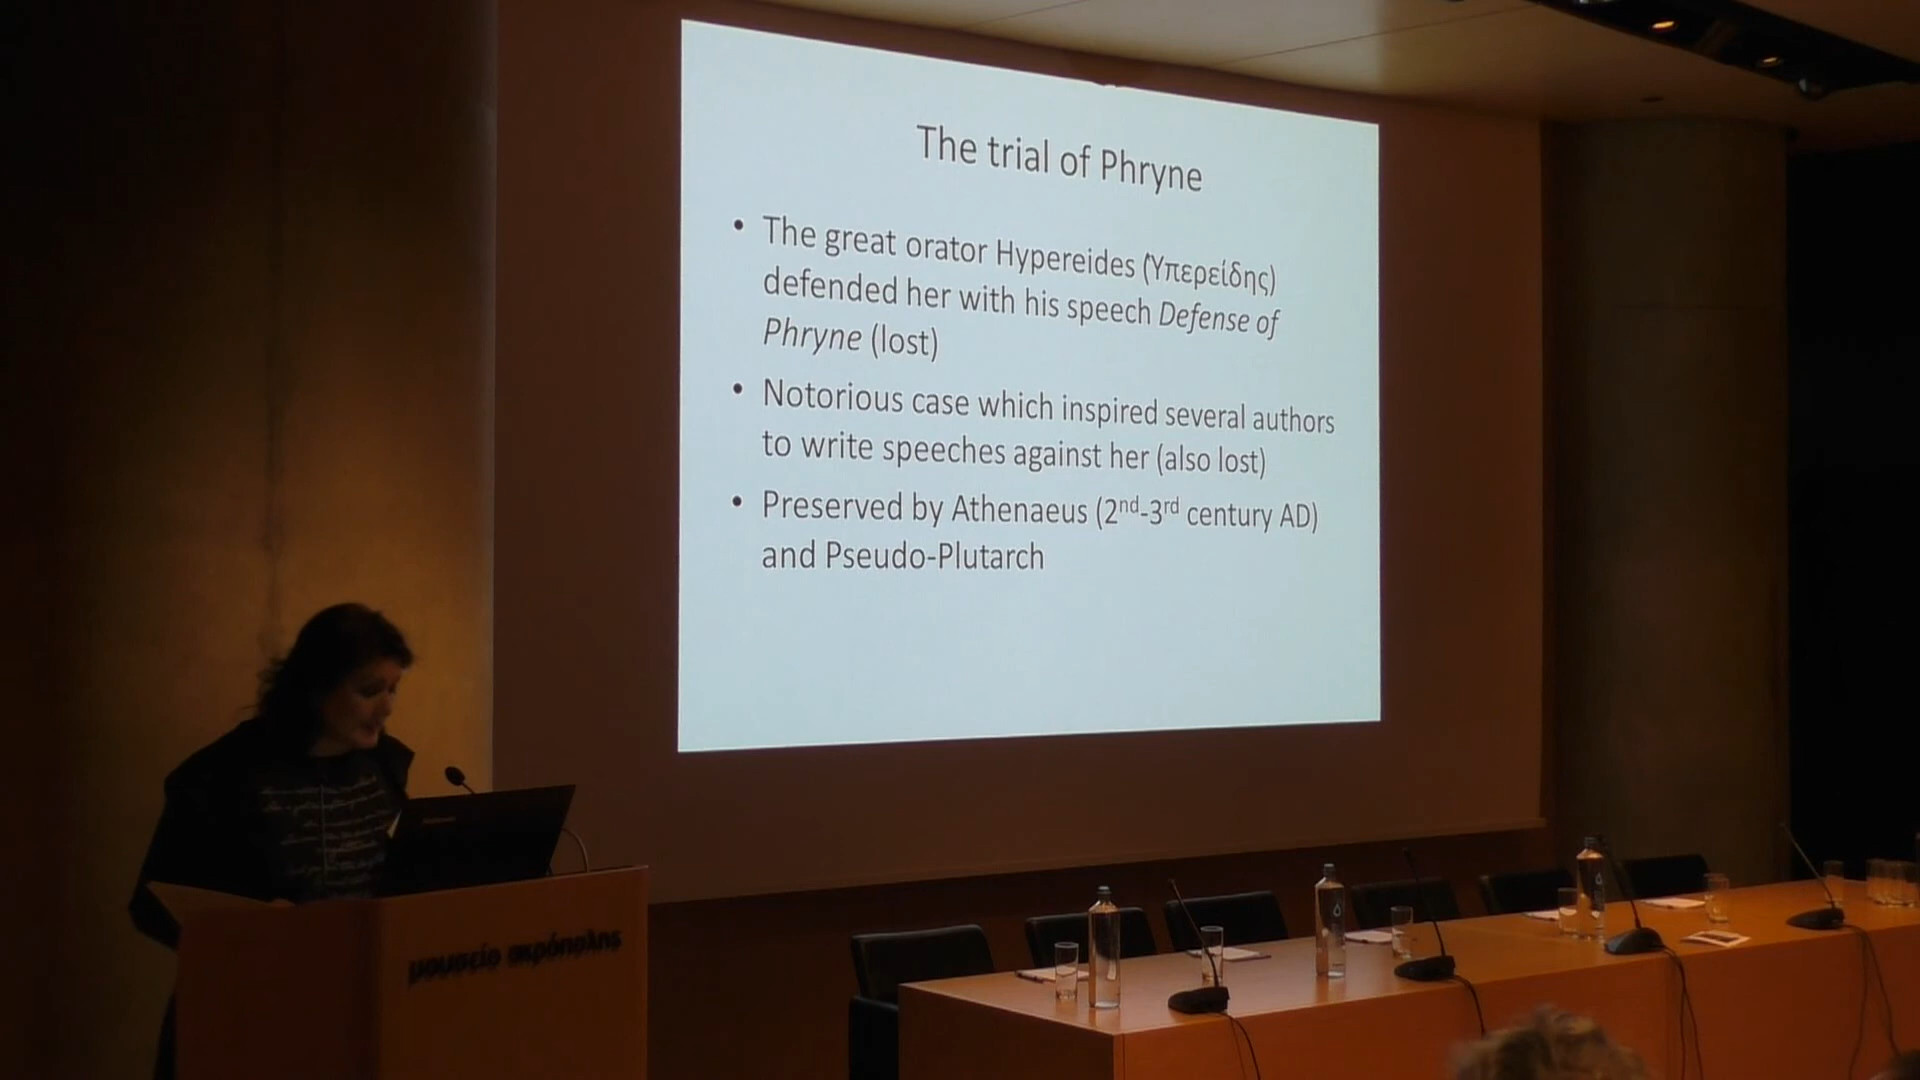 The trial of Phryne
• The great orator Hypereides (Ὑπερείδης)
defended her with his speech Defense of
Phryne (lost)
• Notorious case which inspired several authors
to write speeches against her (also lost)
• Preserved by Athenaeus (2nd-3rd century AD)
and Pseudo-Plutarch
μουσείο ακρόπολης